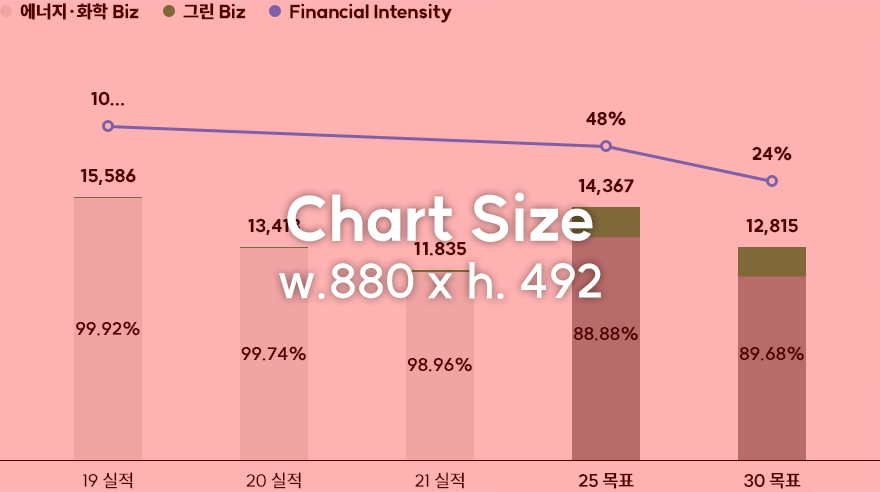 에너지·화학 Biz 그린 Biz Financial Intensity
10... 48% 24%
15,586 13,413 11.835 14,367 12,815
Chart Size
w.880 x h. 492
99.92% 99.74% 98.96% 88.88% 89.68%
19 실적 20 실적 21 실적 25 목표 30 목표